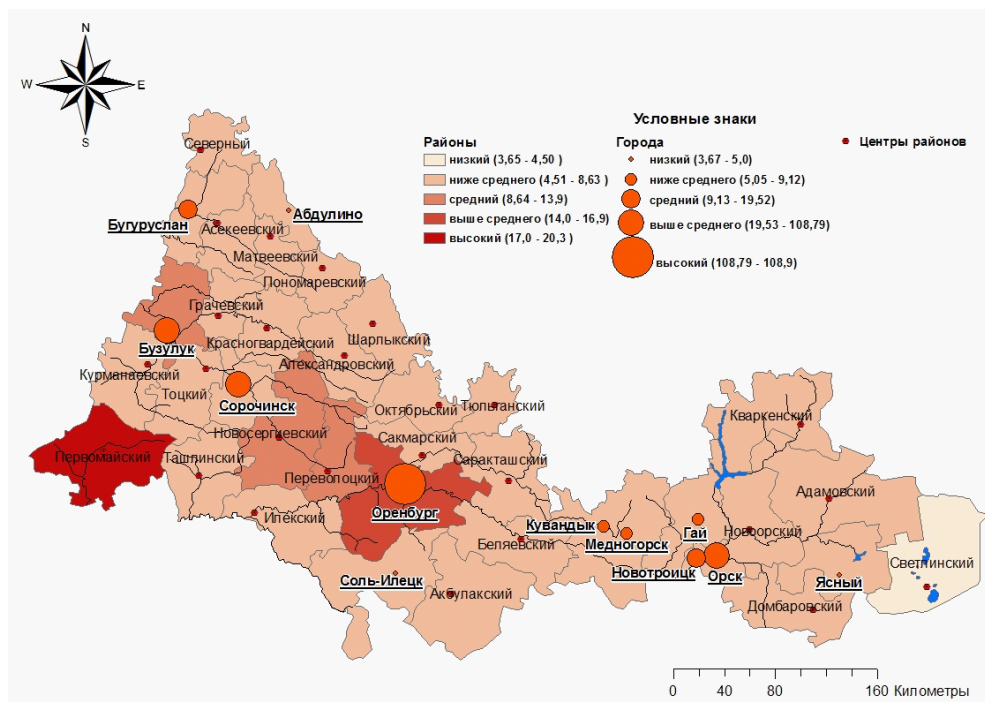 N
W
E
S
Условные знаки
Районы
низкий (3,65 - 4,50 )
ниже среднего (4,51 - 8,63 )
средний (8,64 - 13,9)
выше среднего (14,0 - 16,9)
высокий (17,0 - 20,3 )
Города
низкий (3,67 - 5,0)
ниже среднего (5,05 - 9,12)
средний (9,13 - 19,52)
выше среднего (19,53 - 108,79)
высокий (108,79 - 108,9)
Центры районов
Северный
Бугуруслан
Абдулино
Асекеевский
Матвеевский
Пономаревский
Грачевский
Красногвардейский
Шарлыкский
Бузулук
Александровский
Курманаевский
Тоцкий
Сорочинск
Октябрьский
Тюльганский
Кваркенский
Новосергиевский
Сакмарский
Первомайский
Ташлинский
Саракташский
Переволоцкий
Адамовский
Оренбург
Илекский
Кувандык
Гай
Новоорский
Беляевский
Медногорск
Светлинский
Новотроицк
Орск
Соль-Илецк
Ясный
Акбулакский
Домбаровский
0 40 80 160 Километры